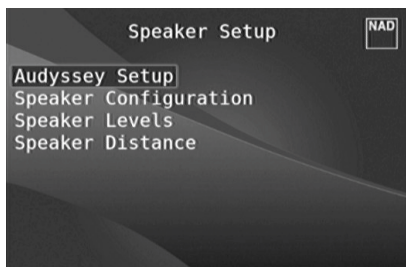 Speaker Setup
NAD
Audyssey Setup
Speaker Configuration
Speaker Levels
Speaker Distance